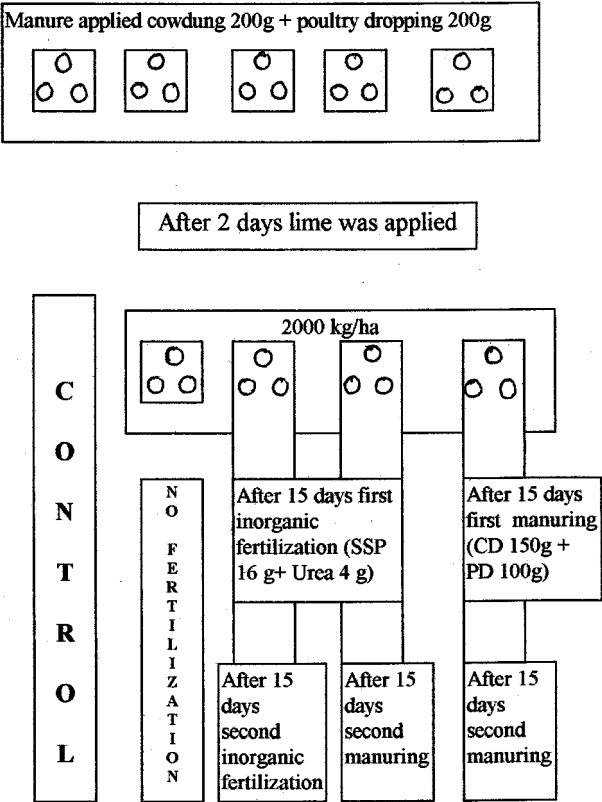 Manure applied cowdung 200g + poultry dropping 200g
After 2 days lime was applied
2000 kg/ha
CONTROL
NO FERTILIZATION
After 15 days first
inorganic
fertilization (SSP
16 g+ Urea 4 g)
After 15 days
first manuring
(CD 150g +
PD 100g)
After 15
days
second
inorganic
fertilization
After 15
days
second
manuring
After 15
days
second
manuring